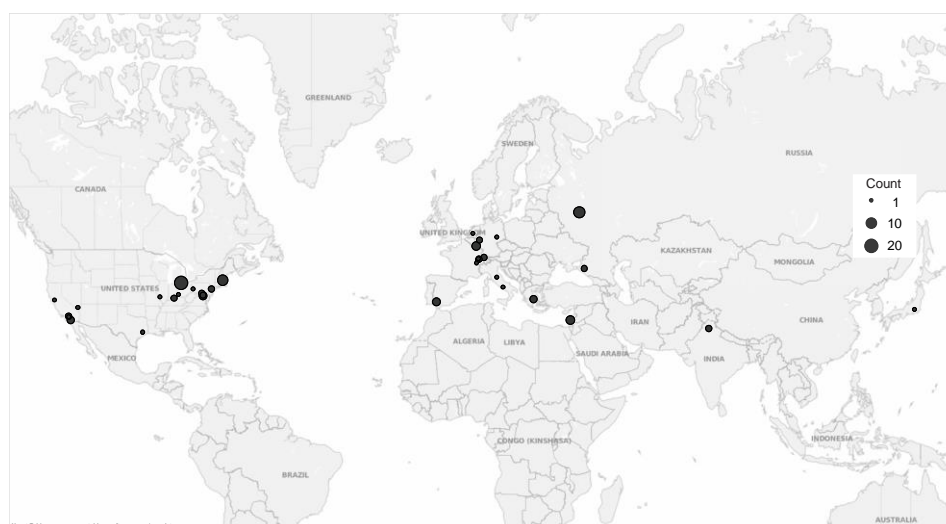 GREENLAND
SWEDEN
RUSSIA
Count
1
10
20
CANADA
UNITED KINGDOM
KAZAKHSTAN
MONGOLIA
UNITED STATES
CHINA
IRAN
ALGERIA
LIBYA
SAUDI ARABIA
MEXICO
INDIA
CONGO (KINSHASA)
INDONESIA
BRAZIL
AUSTRALIA